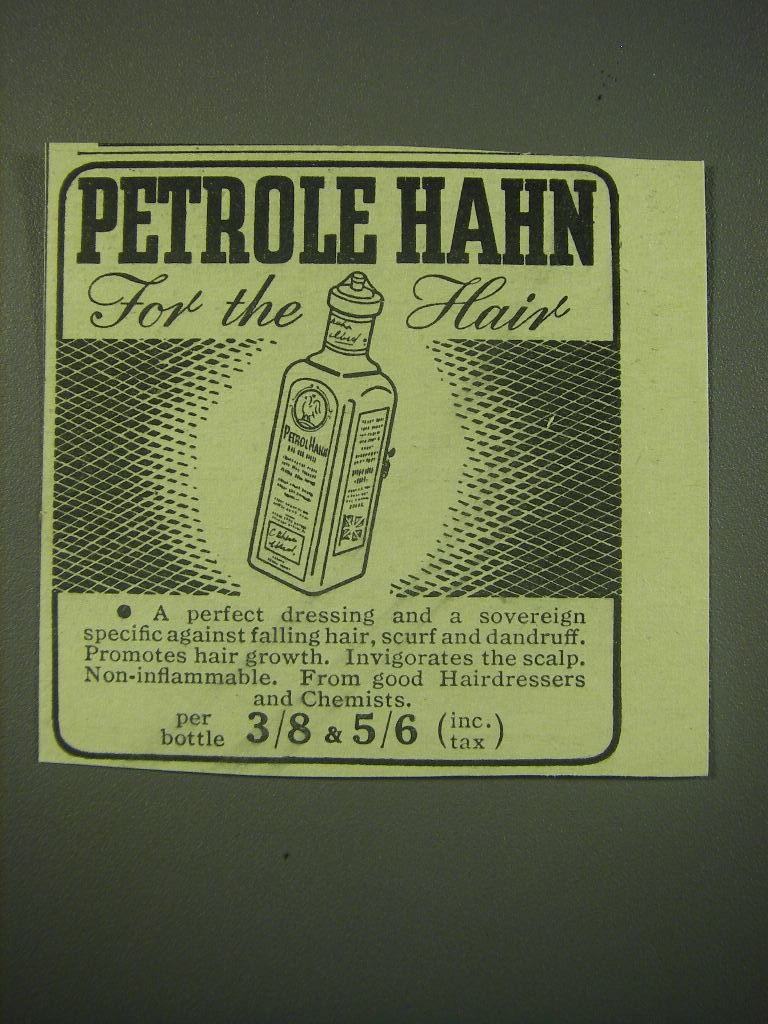 PETROLE HAHN
For the Hair
PETROL HAHN
• A perfect dressing and a sovereign
specific against falling hair, scurf and dandruff.
Promotes hair growth. Invigorates the scalp.
Non-inflammable. From good Hairdressers
and Chemists.
per bottle 3/8 & 5/6 (inc. tax)